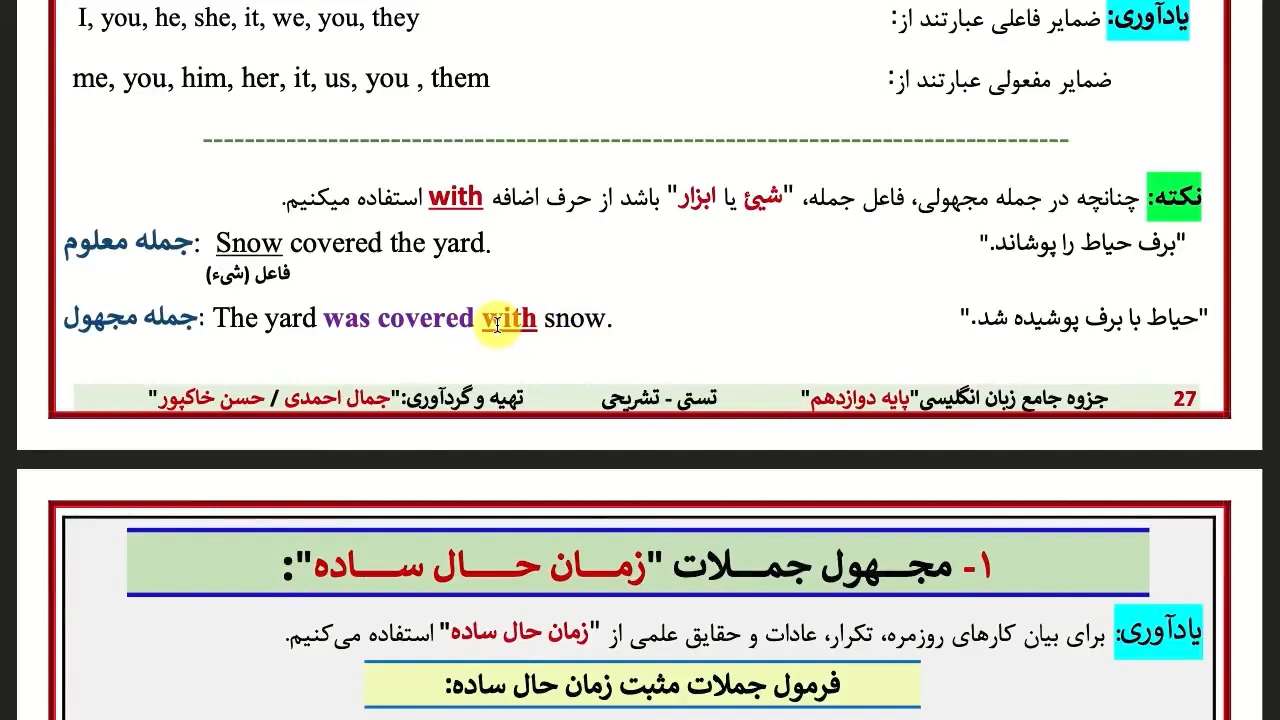 یادآوری: ضمایر فاعلی عبارتند از: I, you, he, she, it, we, you, they
ضمایر مفعولی عبارتند از: me, you, him, her, it, us, you , them
نکته: چنانچه در جمله مجهولی، فاعل جمله، "شیئ یا ابزار" باشد از حرف اضافه with استفاده میکنیم.
جمله معلوم: Snow covered the yard. "برف حیاط را پوشاند."
فاعل (شیء)
جمله مجهول: The yard was covered with snow. "حیاط با برف پوشیده شد."
27 جزوه جامع زبان انگلیسی"پایه دوازدهم" تستی - تشریحی تهیه و گردآوری:"جمال احمدی / حسن خاکپور"
۱- مجـــهول جمـــلات "زمـــان حـــال ســـاده":
یادآوری: برای بیان کارهای روزمره، تکرار، عادات و حقایق علمی از "زمان حال ساده" استفاده می‌کنیم.
فرمول جملات مثبت زمان حال ساده: